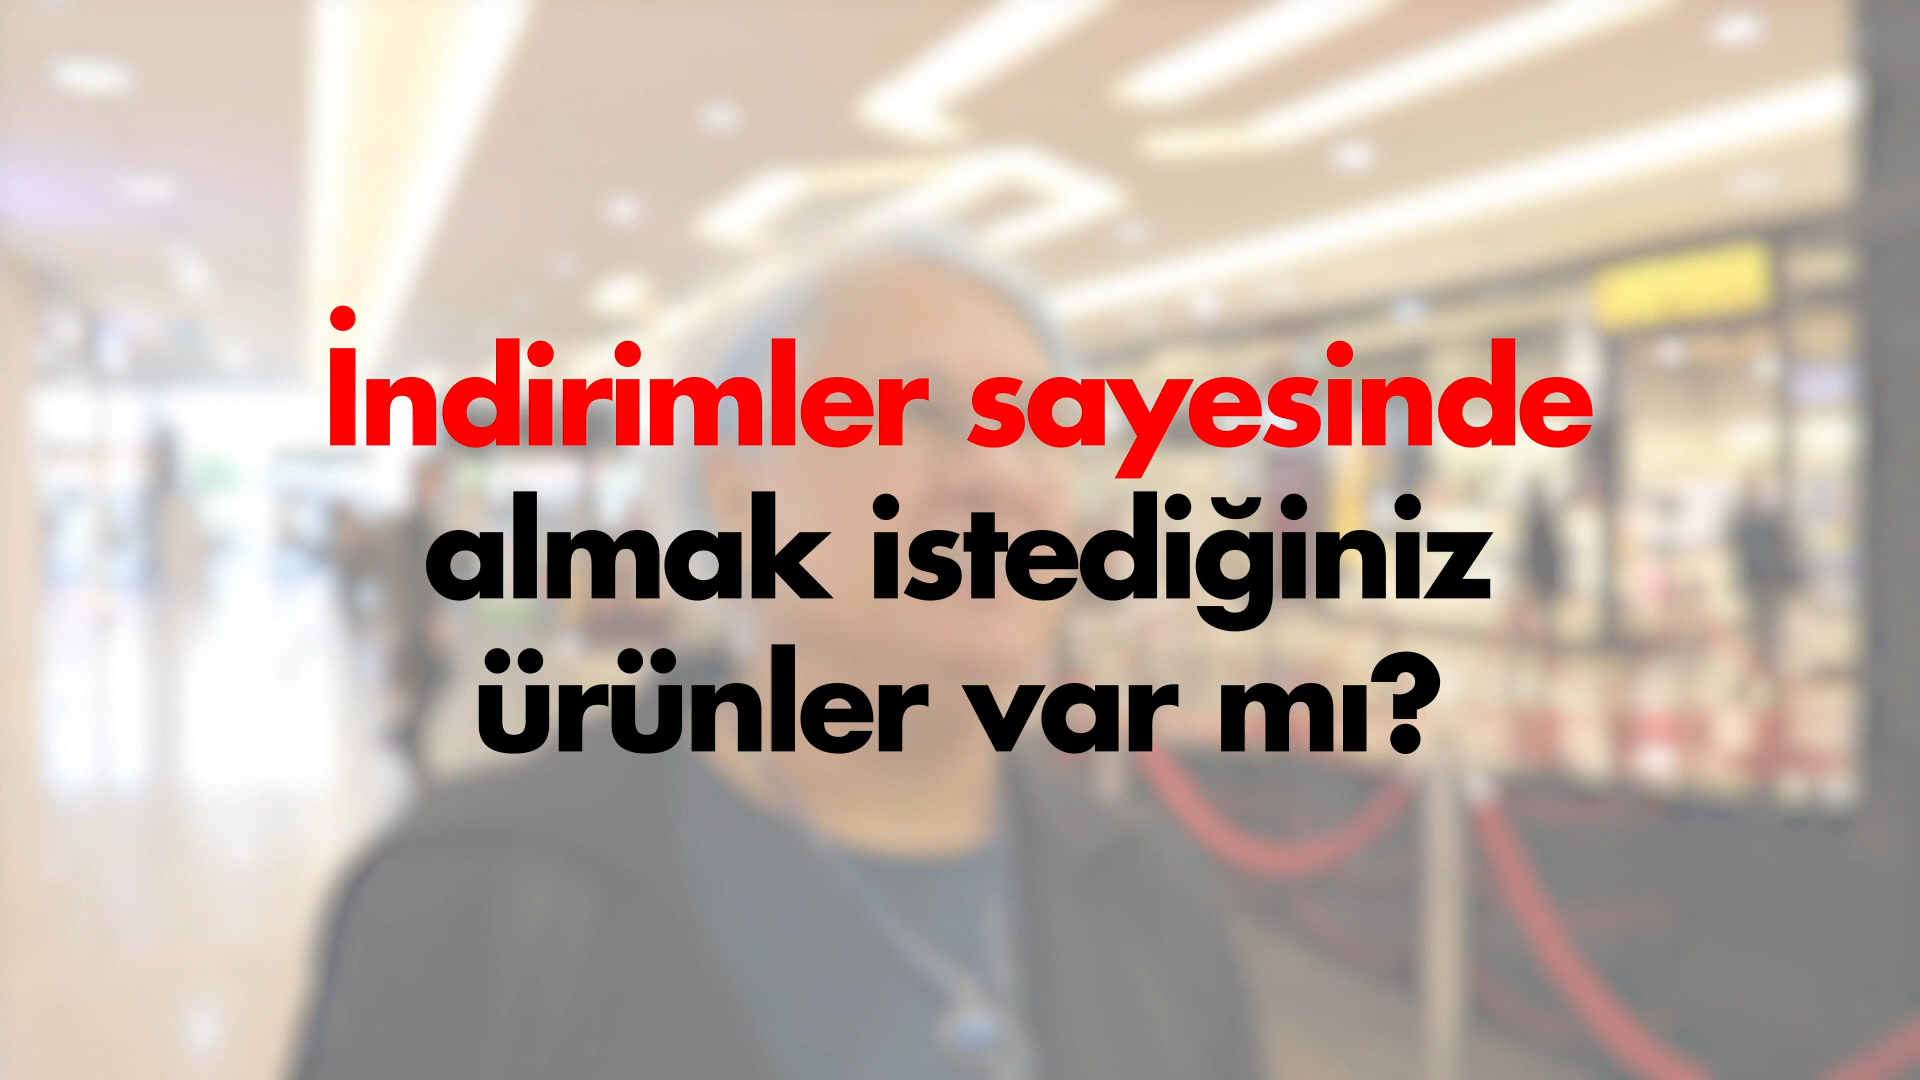 İndirimler sayesinde
almak istediğiniz
ürünler var mı?